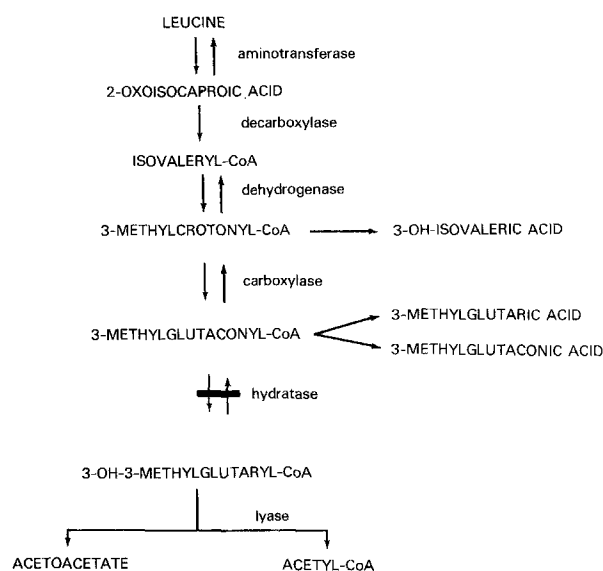 LEUCINE
aminotransferase
2-OXOISOCAPROIC ACID
decarboxylase
ISOVALERYL-CoA
dehydrogenase
3-METHYLCROTONYL-CoA
3-OH-ISOVALERIC ACID
carboxylase
3-METHYLGLUTARIC ACID
3-METHYLGLUTACONYL-CoA
3-METHYLGLUTACONIC ACID
hydratase
3-OH-3-METHYLGLUTARYL-CoA
lyase
ACETOACETATE
ACETYL-CoA